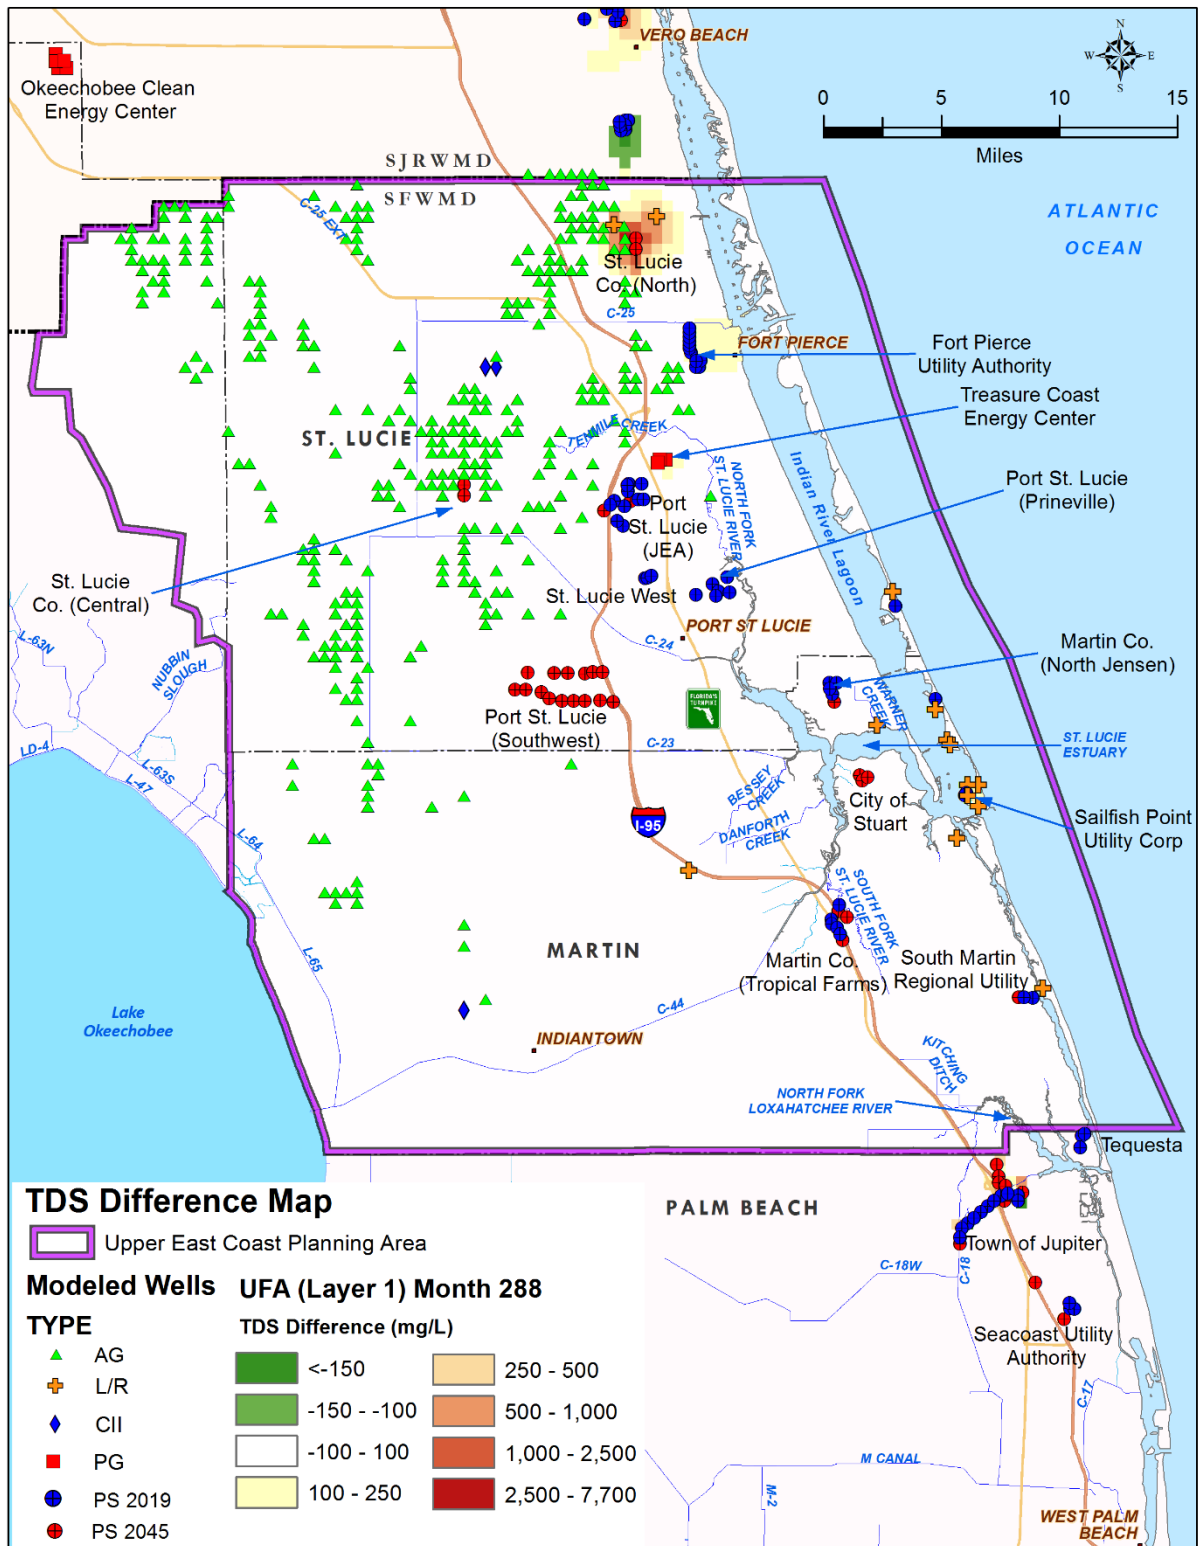 VERO BEACH
N
W E
S
0 5 10 15
Miles
Okeechobee Clean
Energy Center
SJRWMD
SFWMD
C-25 EXT
ATLANTIC
OCEAN
St. Lucie
Co. (North)
C-25
FORT PIERCE
Fort Pierce
Utility Authority
Treasure Coast
Energy Center
ST. LUCIE
TENMILE CREEK
NORTH FORK
ST. LUCIE RIVER
Indian River Lagoon
Port St. Lucie
(Prineville)
Port
St. Lucie
(JEA)
St. Lucie
Co. (Central)
St. Lucie West
PORT ST LUCIE
C-24
L-63N
NUBBIN
SLOUGH
Martin Co.
(North Jensen)
WARNER
CREEK
FLORIDA'S
TURNPIKE
Port St. Lucie
(Southwest)
C-23
ST. LUCIE
ESTUARY
LD-4
L-63S
L-47
L-64
BESSEY
CREEK
DANFORTH
CREEK
City of
Stuart
Sailfish Point
Utility Corp
I-95
SOUTH FORK
ST. LUCIE RIVER
L-65
MARTIN
Martin Co.
(Tropical Farms)
South Martin
Regional Utility
Lake
Okeechobee
C-44
INDIANTOWN
KITCHING
DITCH
NORTH FORK
LOXAHATCHEE RIVER
Tequesta
PALM BEACH
Town of Jupiter
C-18W
C-18
Seacoast Utility
Authority
C-17
M CANAL
M-2
WEST PALM
BEACH
TDS Difference Map
Upper East Coast Planning Area
Modeled Wells
TYPE
AG
L/R
CII
PG
PS 2019
PS 2045
UFA (Layer 1) Month 288
TDS Difference (mg/L)
<-150
-150 - -100
-100 - 100
100 - 250
250 - 500
500 - 1,000
1,000 - 2,500
2,500 - 7,700